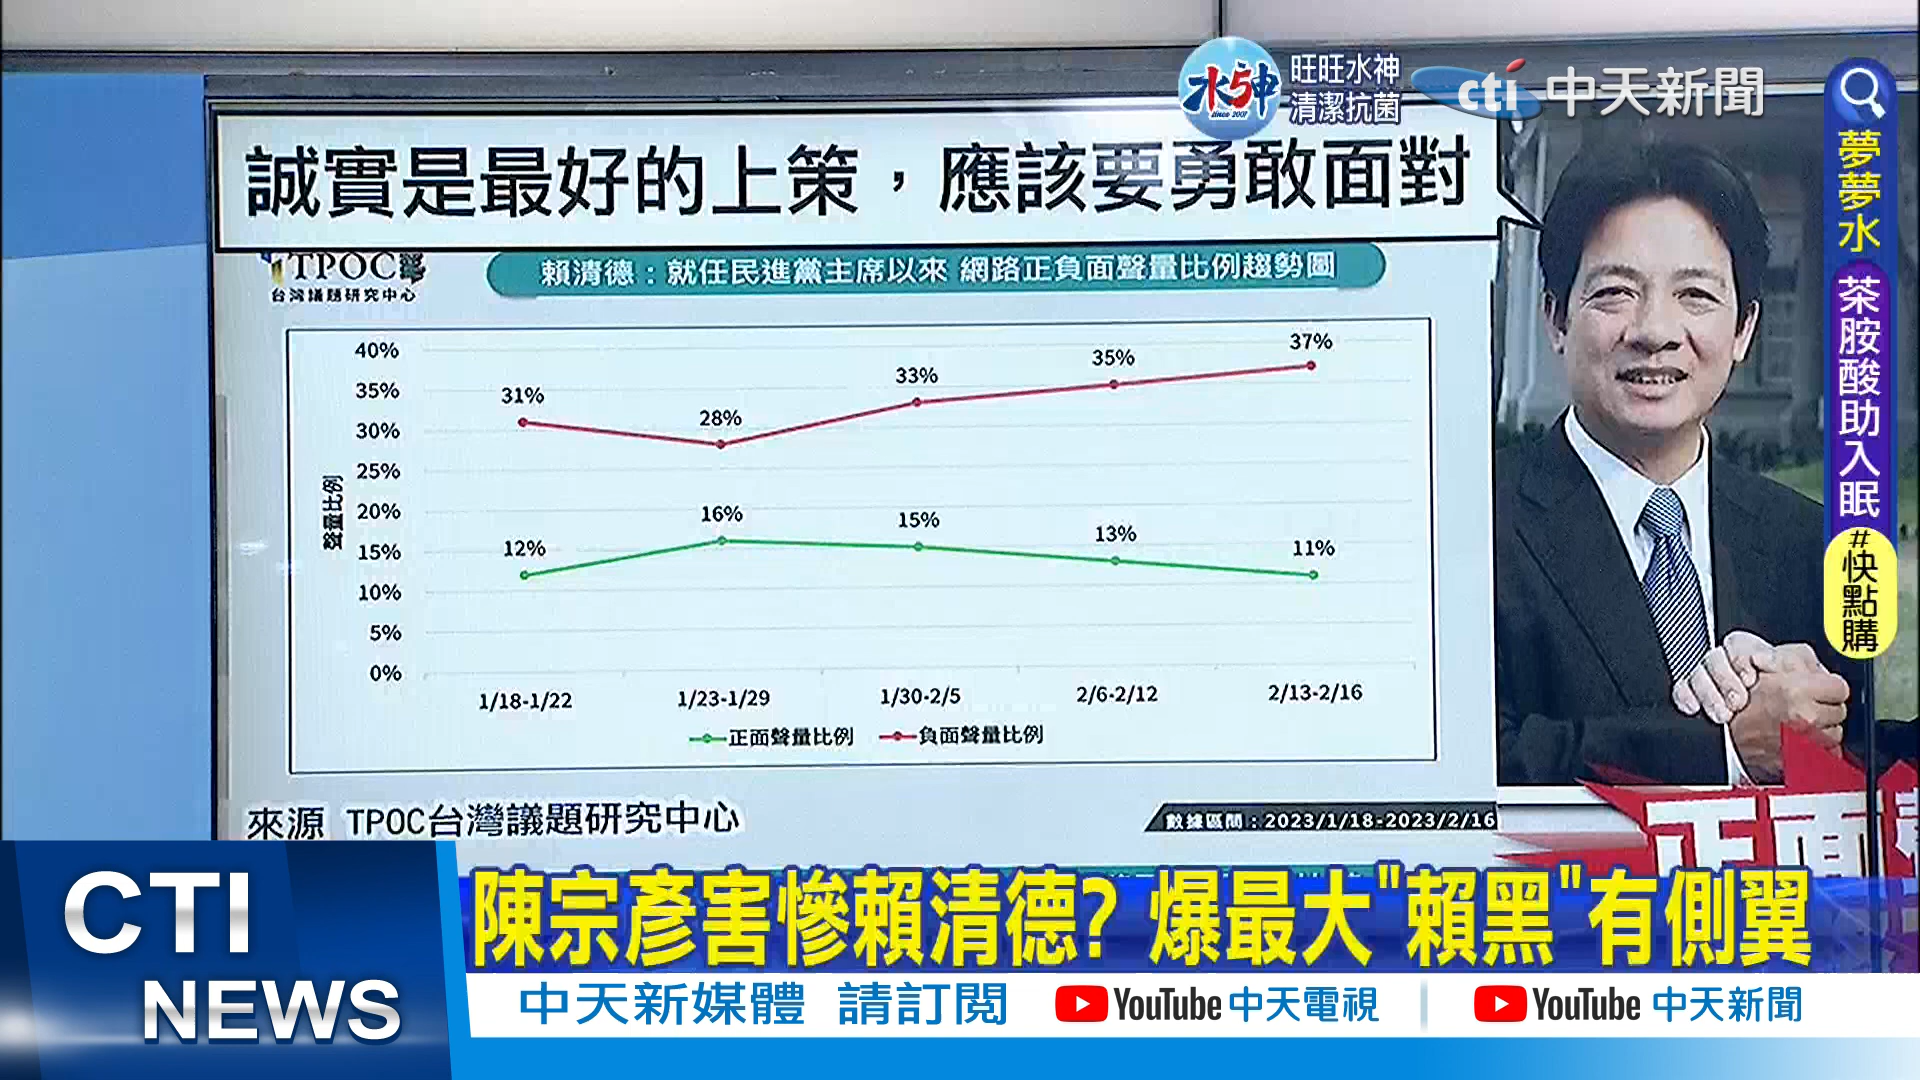 水神
since 2007
旺旺水神
清潔抗菌
cti 中天新聞
誠實是最好的上策，應該要勇敢面對
TPOC
台灣議題研究中心
賴清德：就任民進黨主席以來 網路正負面聲量比例趨勢圖
聲量比例
40%
35%
30%
25%
20%
15%
10%
5%
0%
31%
28%
33%
35%
37%
12%
16%
15%
13%
11%
1/18-1/22
1/23-1/29
1/30-2/5
2/6-2/12
2/13-2/16
正面聲量比例
負面聲量比例
來源 TPOC台灣議題研究中心
數據區間：2023/1/18-2023/2/16
正面
夢夢水
茶胺酸助入眠
#快點購
CTI
NEWS
陳宗彥害慘賴清德? 爆最大"賴黑"有側翼
中天新媒體 請訂閱 YouTube 中天電視 | YouTube 中天新聞